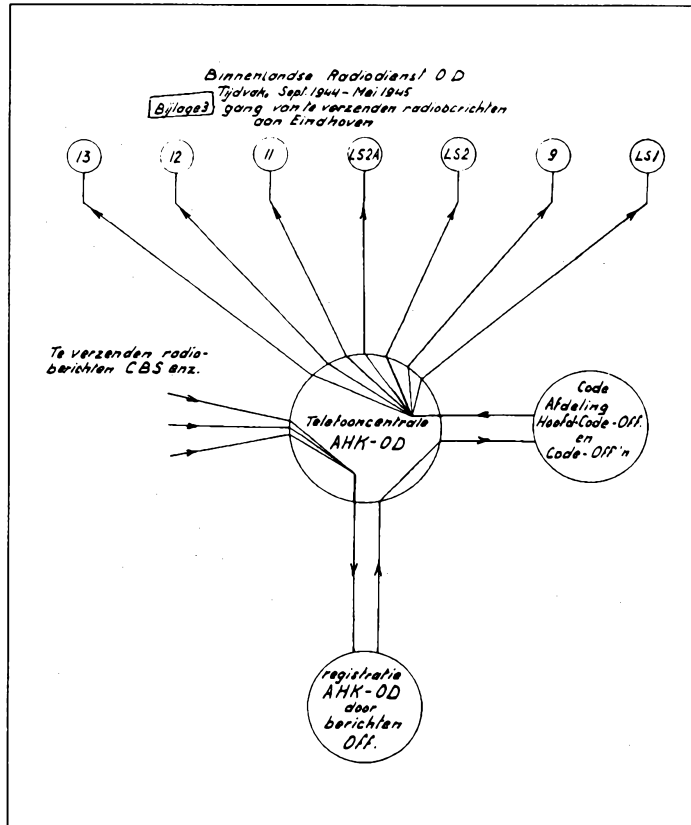 Binnenlandse Radiodienst OD
Tijdvak, Sept. 1944 - Mei 1945
Bijlage 3 gang van te verzenden radioberichten
aan Eindhoven
13 12 11 LS2A LS2 9 LS1
Te verzenden radio-
berichten CBS enz.
Telefooncentrale
AHK-OD
Code
Afdeling
Hoofd-Code-Off.
en
Code-Off'n
registratie
AHK-OD
door
berichten
Off.